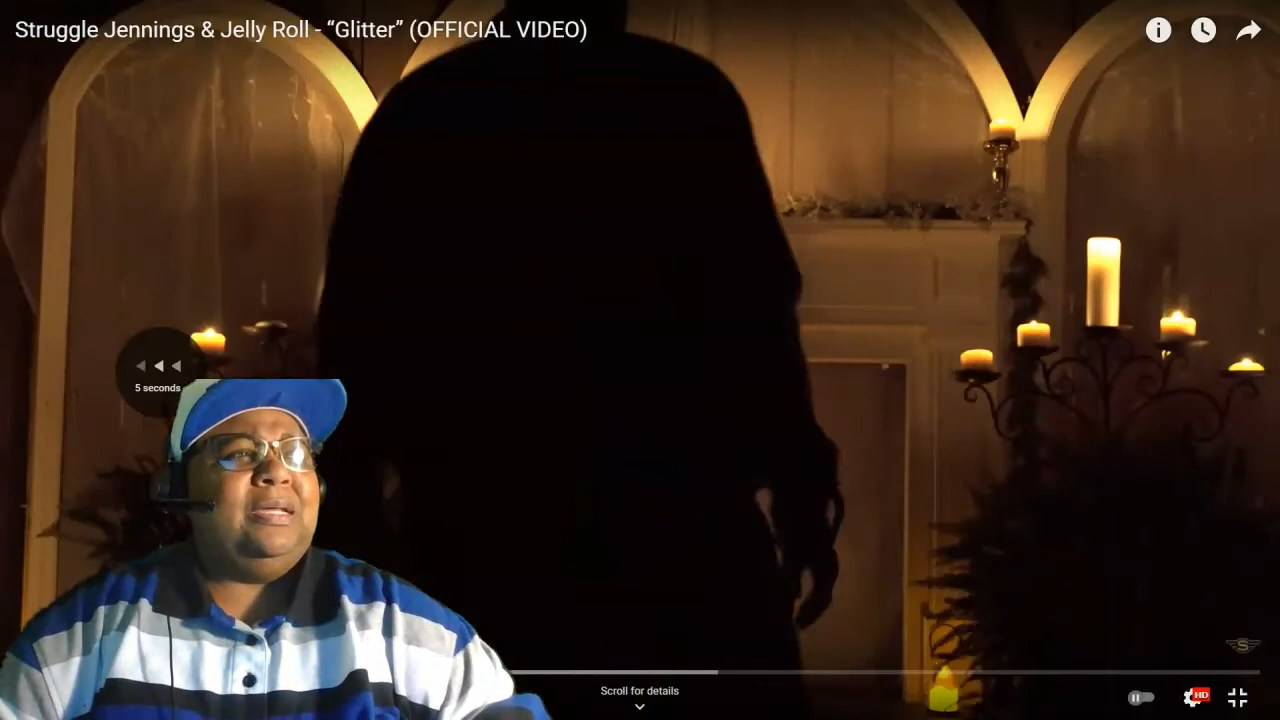 Struggle Jennings & Jelly Roll - “Glitter” (OFFICIAL VIDEO)
5 seconds
Scroll for details
HD
S